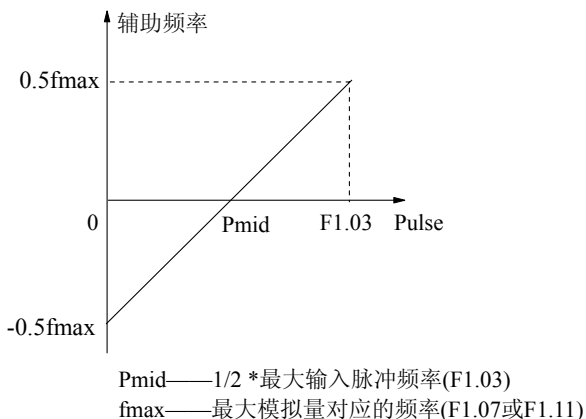 辅助频率
0.5fmax
0
Pmid
F1.03
Pulse
-0.5fmax
Pmid——1/2 *最大输入脉冲频率(F1.03)
fmax——最大模拟量对应的频率(F1.07或F1.11)